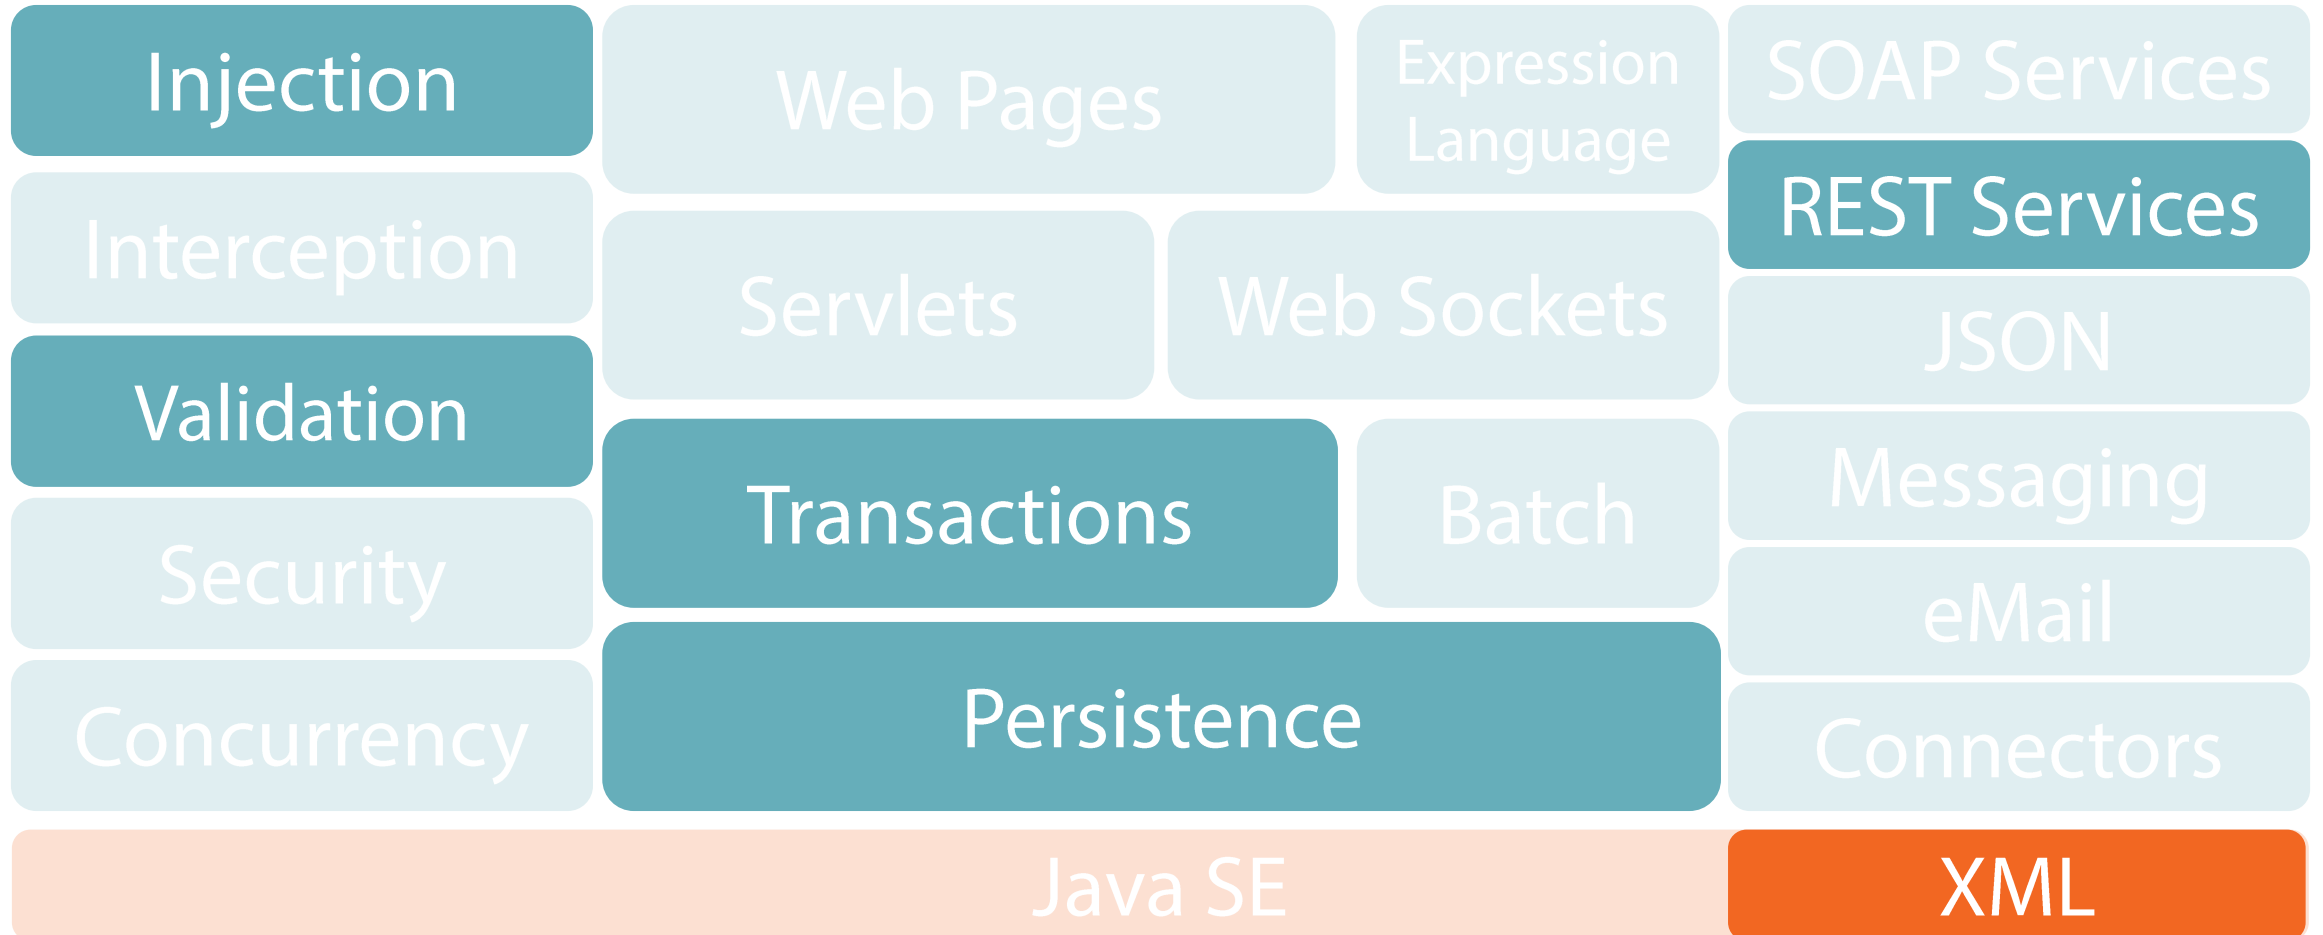 Injection
Interception
Validation
Security
Concurrency
Web Pages
Expression
Language
Servlets
Web Sockets
Transactions
Batch
Persistence
SOAP Services
REST Services
JSON
Messaging
eMail
Connectors
Java SE
XML